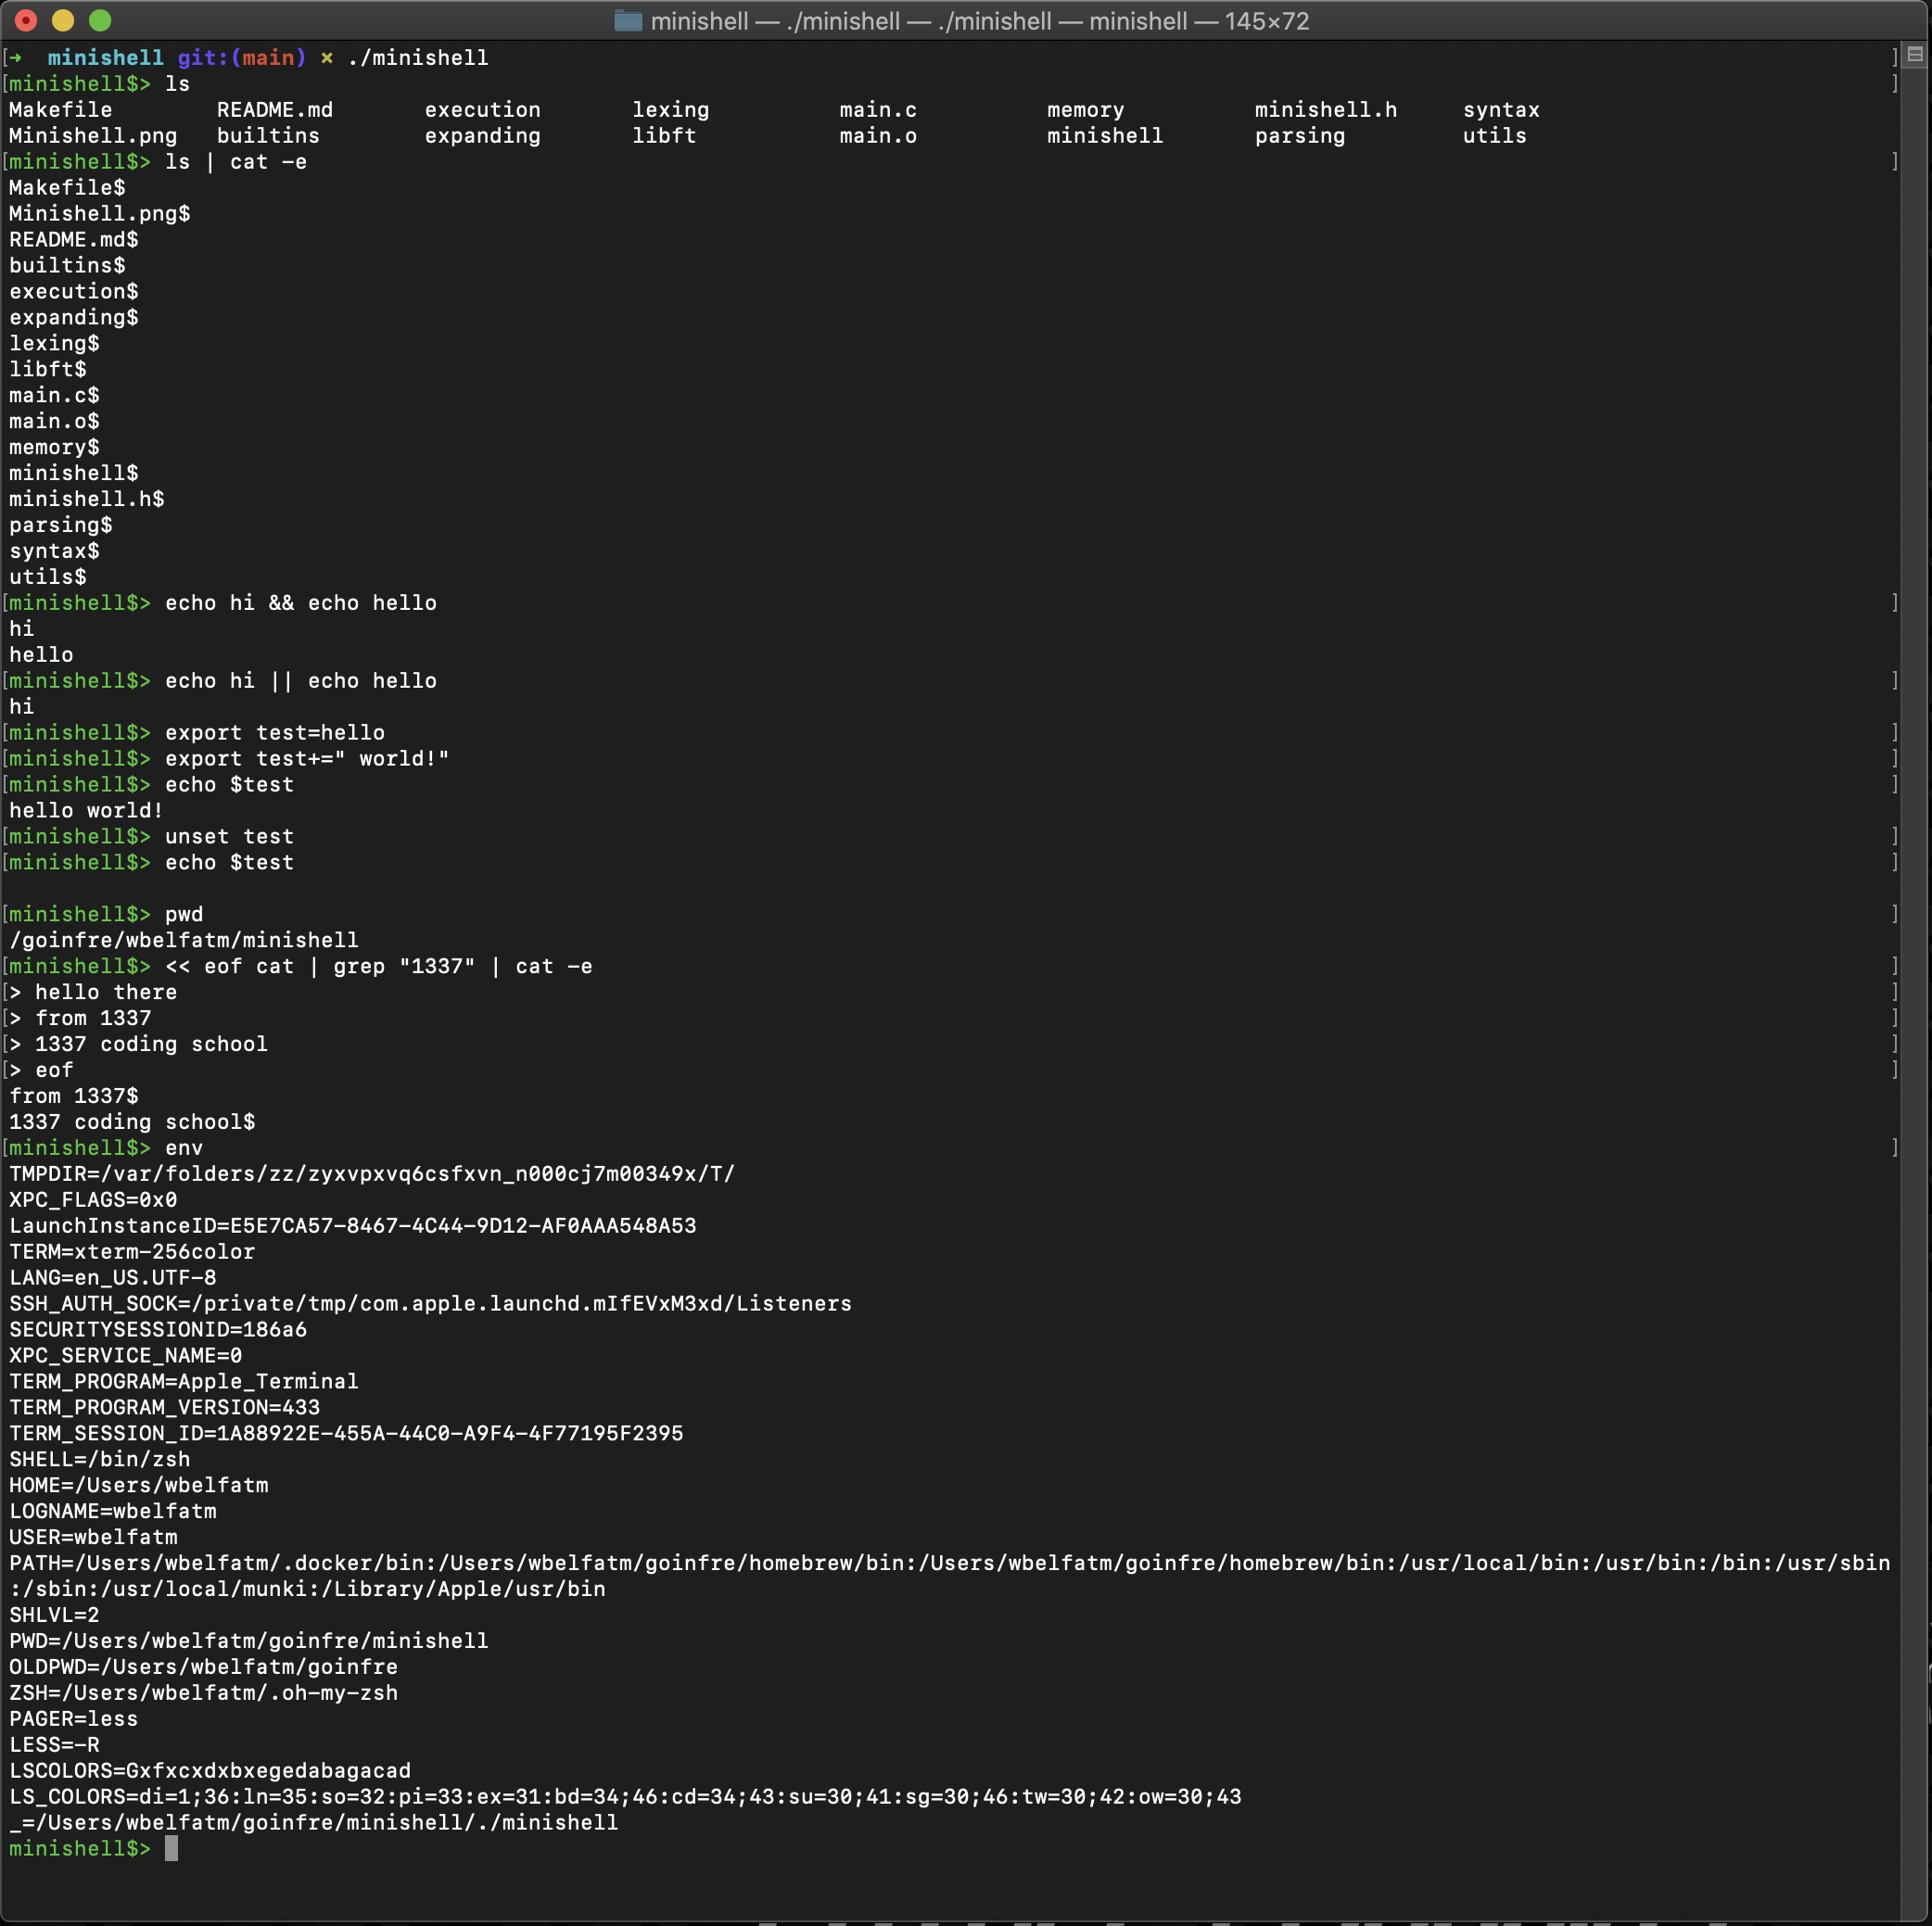 minishell — ./minishell — ./minishell — minishell — 145×72
[➜  minishell git:(main) × ./minishell ]
[minishell$> ls ]
Makefile        README.md       execution       lexing          main.c          memory          minishell.h     syntax
Minishell.png   builtins        expanding       libft           main.o          minishell       parsing         utils
[minishell$> ls | cat -e ]
Makefile$
Minishell.png$
README.md$
builtins$
execution$
expanding$
lexing$
libft$
main.c$
main.o$
memory$
minishell$
minishell.h$
parsing$
syntax$
utils$
[minishell$> echo hi && echo hello ]
hi
hello
[minishell$> echo hi || echo hello ]
hi
[minishell$> export test=hello ]
[minishell$> export test+=" world!" ]
[minishell$> echo $test ]
hello world!
[minishell$> unset test ]
[minishell$> echo $test ]

[minishell$> pwd ]
/goinfre/wbelfatm/minishell
[minishell$> << eof cat | grep "1337" | cat -e ]
[> hello there ]
[> from 1337 ]
[> 1337 coding school ]
[> eof ]
from 1337$
1337 coding school$
[minishell$> env ]
TMPDIR=/var/folders/zz/zyxvpxvq6csfxvn_n000cj7m00349x/T/
XPC_FLAGS=0x0
LaunchInstanceID=E5E7CA57-8467-4C44-9D12-AF0AAA548A53
TERM=xterm-256color
LANG=en_US.UTF-8
SSH_AUTH_SOCK=/private/tmp/com.apple.launchd.mIfEVxM3xd/Listeners
SECURITYSESSIONID=186a6
XPC_SERVICE_NAME=0
TERM_PROGRAM=Apple_Terminal
TERM_PROGRAM_VERSION=433
TERM_SESSION_ID=1A88922E-455A-44C0-A9F4-4F77195F2395
SHELL=/bin/zsh
HOME=/Users/wbelfatm
LOGNAME=wbelfatm
USER=wbelfatm
PATH=/Users/wbelfatm/.docker/bin:/Users/wbelfatm/goinfre/homebrew/bin:/Users/wbelfatm/goinfre/homebrew/bin:/usr/local/bin:/usr/bin:/bin:/usr/sbin
:/sbin:/usr/local/munki:/Library/Apple/usr/bin
SHLVL=2
PWD=/Users/wbelfatm/goinfre/minishell
OLDPWD=/Users/wbelfatm/goinfre
ZSH=/Users/wbelfatm/.oh-my-zsh
PAGER=less
LESS=-R
LSCOLORS=Gxfxcxdxbxegedabagacad
LS_COLORS=di=1;36:ln=35:so=32:pi=33:ex=31:bd=34;46:cd=34;43:su=30;41:sg=30;46:tw=30;42:ow=30;43
_=/Users/wbelfatm/goinfre/minishell/./minishell
minishell$>